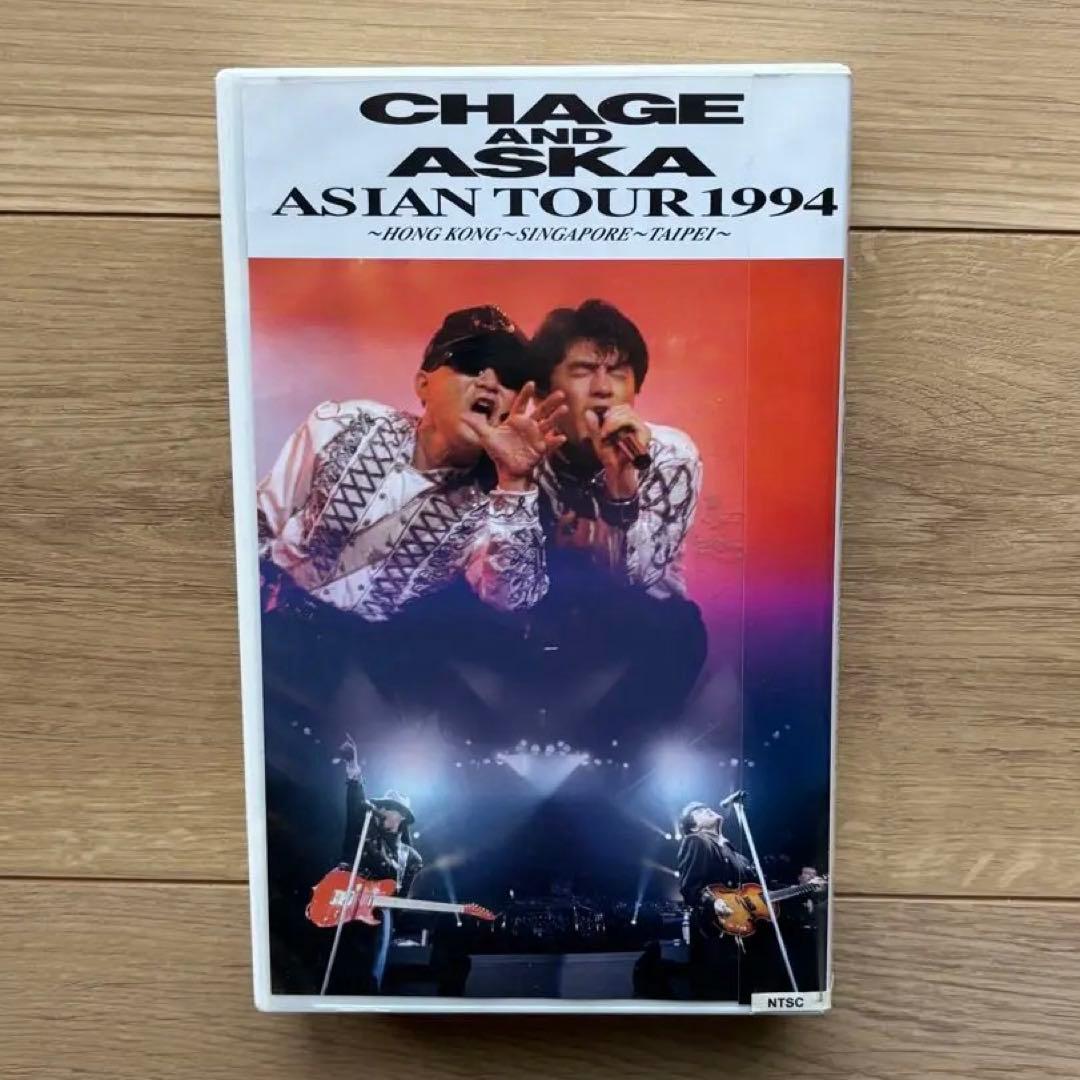 CHAGE
AND
ASKA
ASIAN TOUR 1994
~HONG KONG~SINGAPORE~TAIPEI~
NTSC